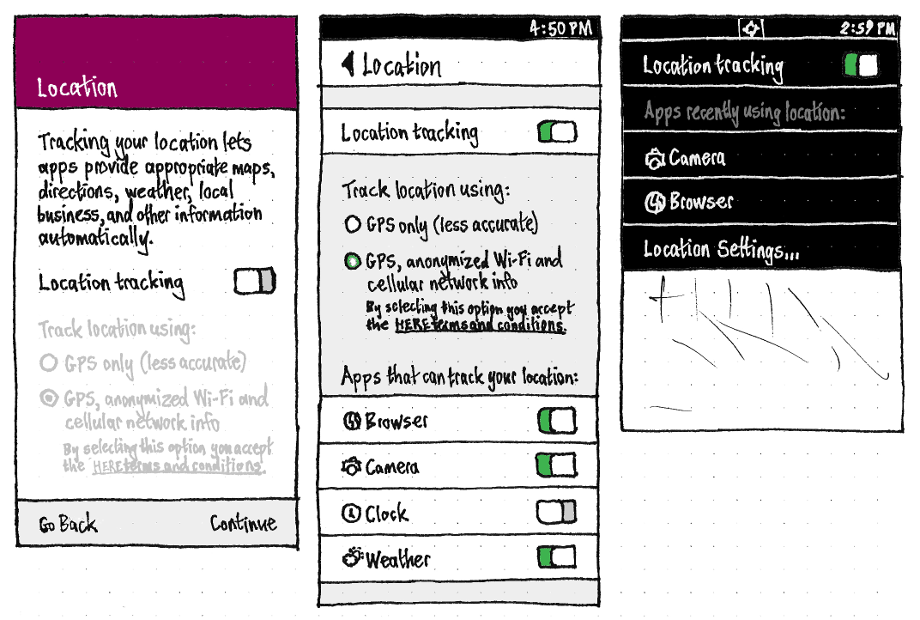 Location
Tracking your location lets
apps provide appropriate maps,
directions, weather, local
business, and other information
automatically.
Location tracking
Track location using:
GPS only (less accurate)
GPS, anonymized Wi-Fi and
cellular network info
By selecting this option you accept
the HERE terms and conditions.
Go Back
Continue
4:50 PM
Location
Location tracking
Track location using:
GPS only (less accurate)
GPS, anonymized Wi-Fi and
cellular network info
By selecting this option you accept
the HERE terms and conditions.
Apps that can track your location:
Browser
Camera
Clock
Weather
2:59 PM
Location tracking
Apps recently using location:
Camera
Browser
Location Settings...